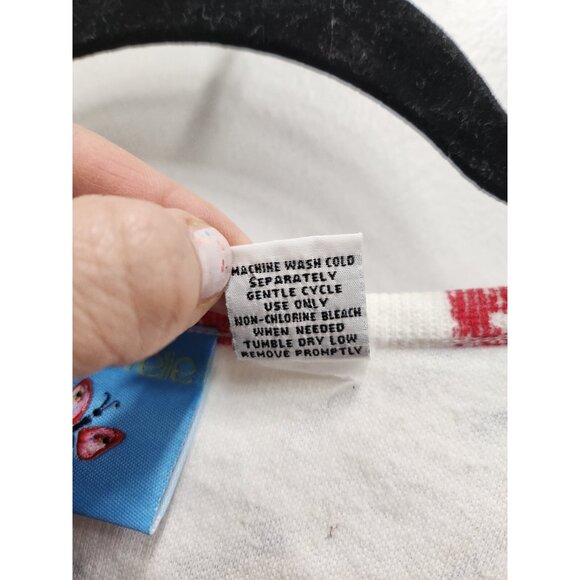 MACHINE WASH COLD
SEPARATELY
GENTLE CYCLE
USE ONLY
NON-CHLORINE BLEACH
WHEN NEEDED
TUMBLE DRY LOW
REMOVE PROMPTLY